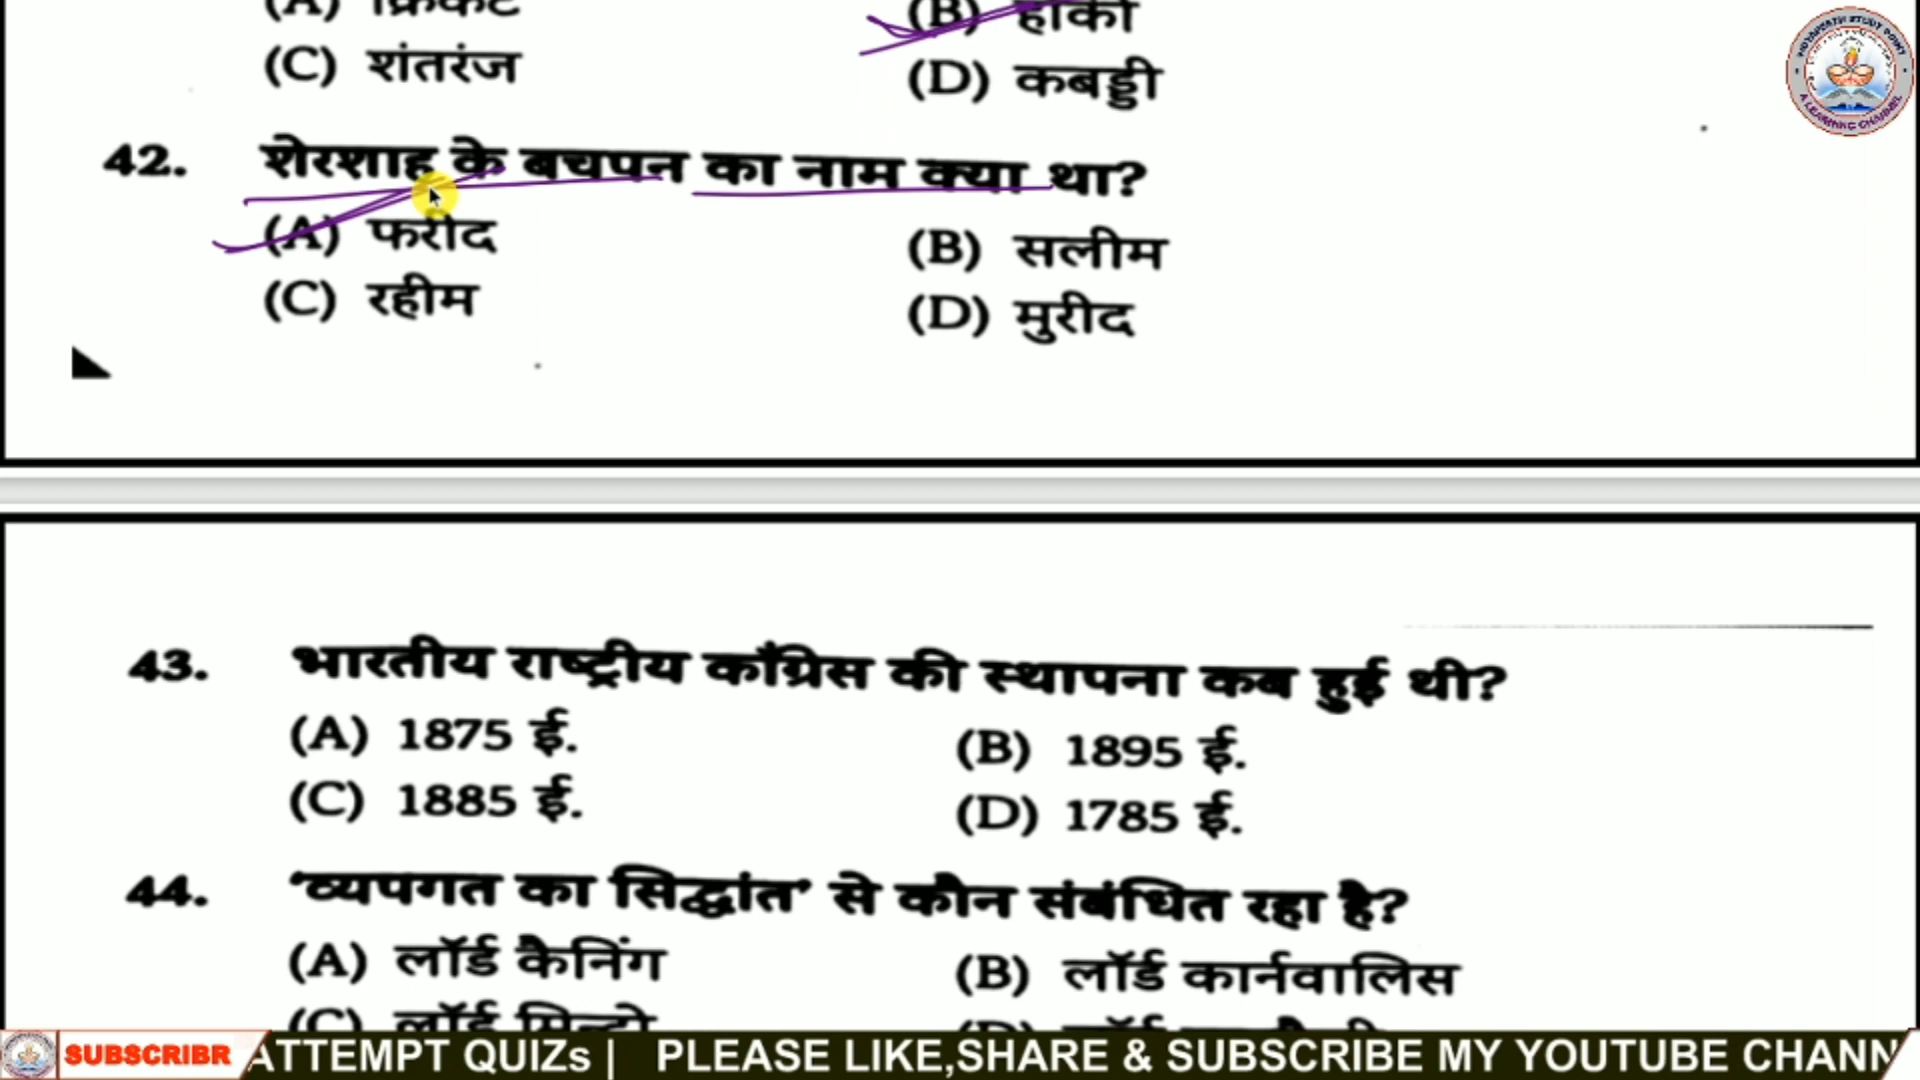 (A) क्रिकेट (B) हॉकी
(C) शंतरंज (D) कबड्डी
42. शेरशाह के बचपन का नाम क्या था?
(A) फरीद (B) सलीम
(C) रहीम (D) मुरीद
43. भारतीय राष्ट्रीय काँग्रेस की स्थापना कब हुई थी?
(A) 1875 ई. (B) 1895 ई.
(C) 1885 ई. (D) 1785 ई.
44. 'व्यपगत का सिद्धांत' से कौन संबंधित रहा है?
(A) लॉर्ड कैनिंग (B) लॉर्ड कार्नवालिस
(C) लॉर्ड मिन्टो (D) लॉर्ड
SUBSCRIBR ATTEMPT QUIZs | PLEASE LIKE,SHARE & SUBSCRIBE MY YOUTUBE CHANN